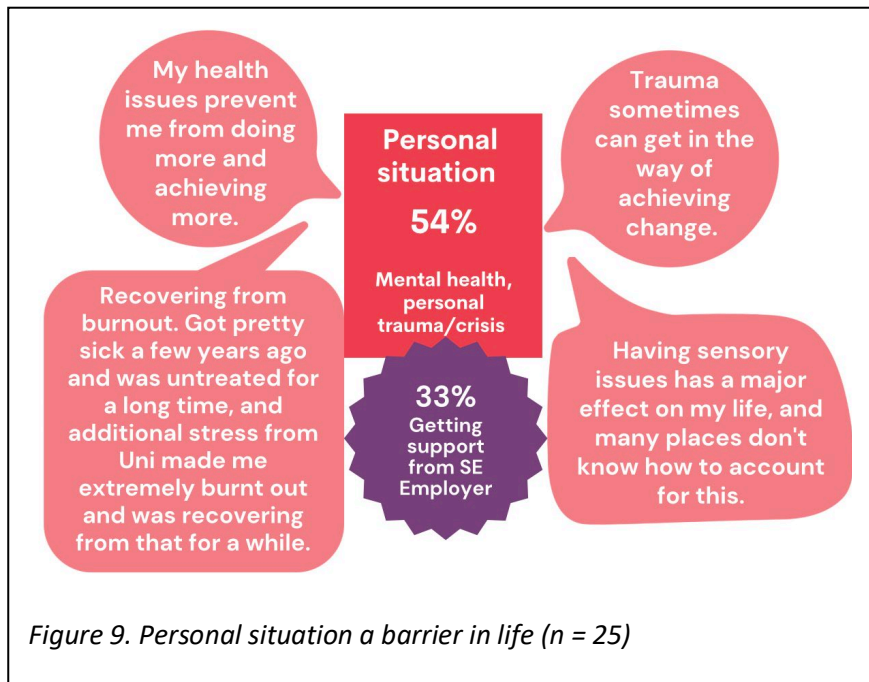 My health
issues prevent
me from doing
more and
achieving
more.
Personal
situation
54%
Mental health,
personal
trauma/crisis
Trauma
sometimes
can get in the
way of
achieving
change.
Recovering from
burnout. Got pretty
sick a few years ago
and was untreated for
a long time, and
additional stress from
Uni made me
extremely burnt out
and was recovering
from that for a while.
33%
Getting
support
from SE
Employer
Having sensory
issues has a major
effect on my life, and
many places don't
know how to account
for this.
Figure 9. Personal situation a barrier in life (n = 25)